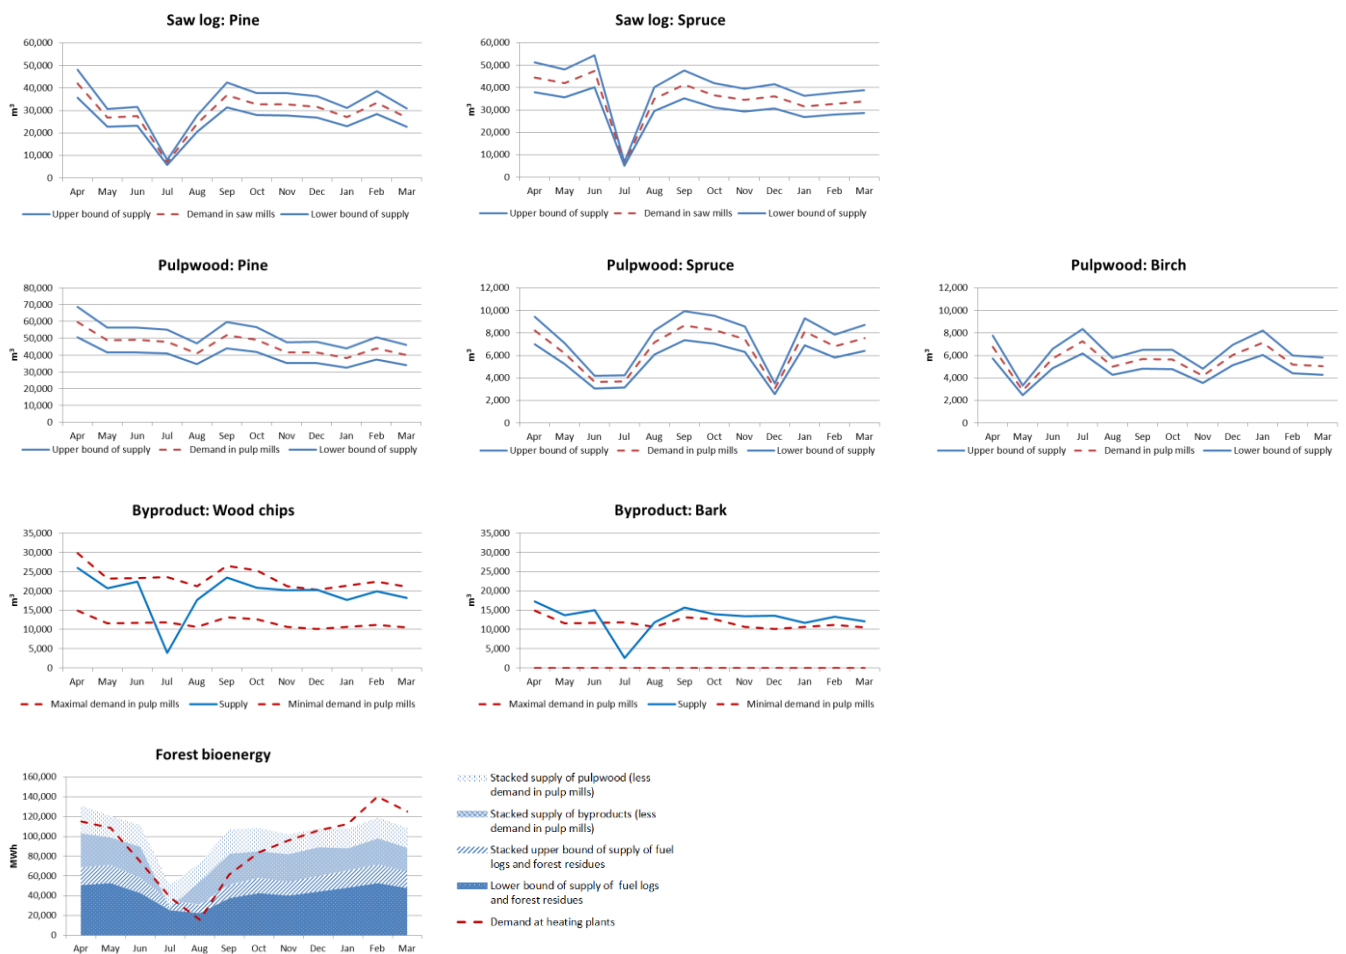 Saw log: Pine
60,000
50,000
40,000
30,000
20,000
10,000
0
m³
Apr May Jun Jul Aug Sep Oct Nov Dec Jan Feb Mar
Upper bound of supply Demand in saw mills Lower bound of supply
Saw log: Spruce
60,000
50,000
40,000
30,000
20,000
10,000
0
m³
Apr May Jun Jul Aug Sep Oct Nov Dec Jan Feb Mar
Upper bound of supply Demand in saw mills Lower bound of supply
Pulpwood: Pine
80,000
70,000
60,000
50,000
40,000
30,000
20,000
10,000
0
m³
Apr May Jun Jul Aug Sep Oct Nov Dec Jan Feb Mar
Upper bound of supply Demand in pulp mills Lower bound of supply
Pulpwood: Spruce
12,000
10,000
8,000
6,000
4,000
2,000
0
m³
Apr May Jun Jul Aug Sep Oct Nov Dec Jan Feb Mar
Upper bound of supply Demand in pulp mills Lower bound of supply
Pulpwood: Birch
12,000
10,000
8,000
6,000
4,000
2,000
0
m³
Apr May Jun Jul Aug Sep Oct Nov Dec Jan Feb Mar
Upper bound of supply Demand in pulp mills Lower bound of supply
Byproduct: Wood chips
35,000
30,000
25,000
20,000
15,000
10,000
5,000
0
m³
Apr May Jun Jul Aug Sep Oct Nov Dec Jan Feb Mar
Maximal demand in pulp mills Supply Minimal demand in pulp mills
Byproduct: Bark
35,000
30,000
25,000
20,000
15,000
10,000
5,000
0
m³
Apr May Jun Jul Aug Sep Oct Nov Dec Jan Feb Mar
Maximal demand in pulp mills Supply Minimal demand in pulp mills
Forest bioenergy
160,000
140,000
120,000
100,000
80,000
60,000
40,000
20,000
0
MWh
Apr May Jun Jul Aug Sep Oct Nov Dec Jan Feb Mar
Stacked supply of pulpwood (less
demand in pulp mills)
Stacked supply of byproducts (less
demand in pulp mills)
Stacked upper bound of supply of fuel
logs and forest residues
Lower bound of supply of fuel logs
and forest residues
Demand at heating plants